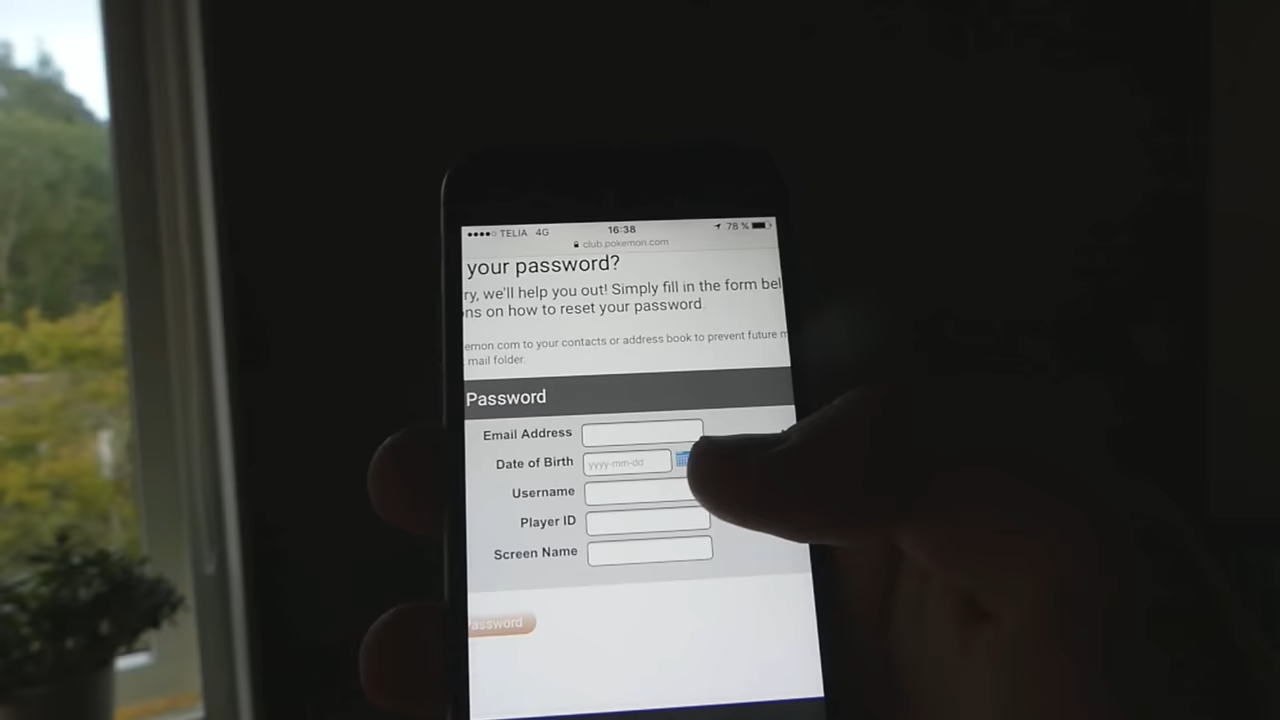 TELIA 4G 16:38 78 %
club.pokemon.com
your password?
ry, we'll help you out! Simply fill in the form bel
ns on how to reset your password.
emon com to your contacts or address book to prevent future m
mail folder.
Password
Email Address
Date of Birth yyyy-mm-dd
Username
Player ID
Screen Name
Password